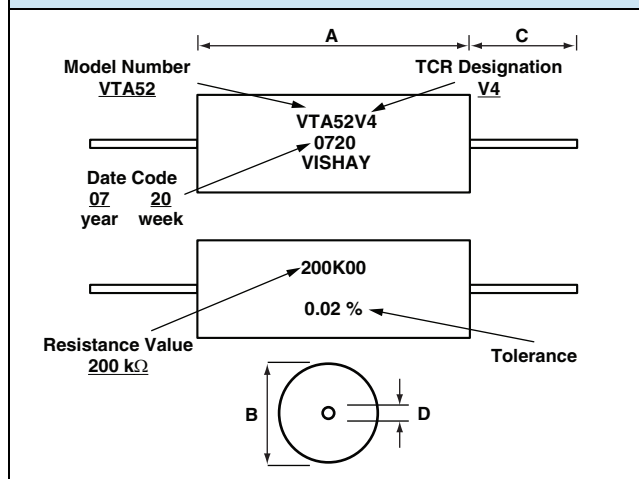 A
C
Model Number
VTA52
TCR Designation
V4
VTA52V4
0720
VISHAY
Date Code
07 20
year week
200K00
0.02 %
Resistance Value
200 kΩ
Tolerance
B
D